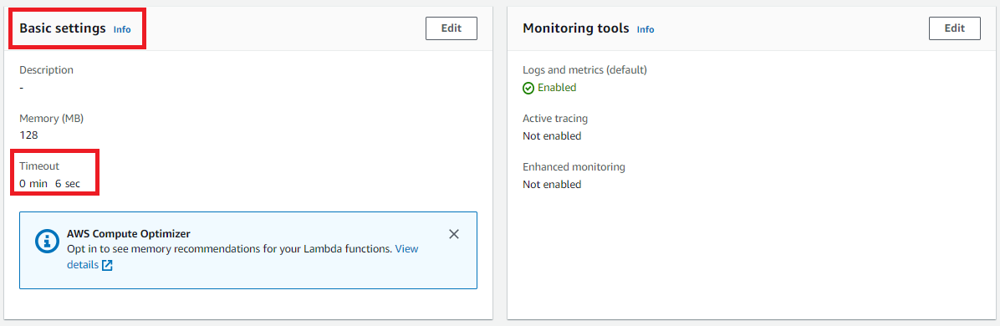 Basic settings Info
Edit
Description
-
Memory (MB)
128
Timeout
0 min 6 sec
AWS Compute Optimizer
Opt in to see memory recommendations for your Lambda functions. View
details
Monitoring tools Info
Edit
Logs and metrics (default)
Enabled
Active tracing
Not enabled
Enhanced monitoring
Not enabled